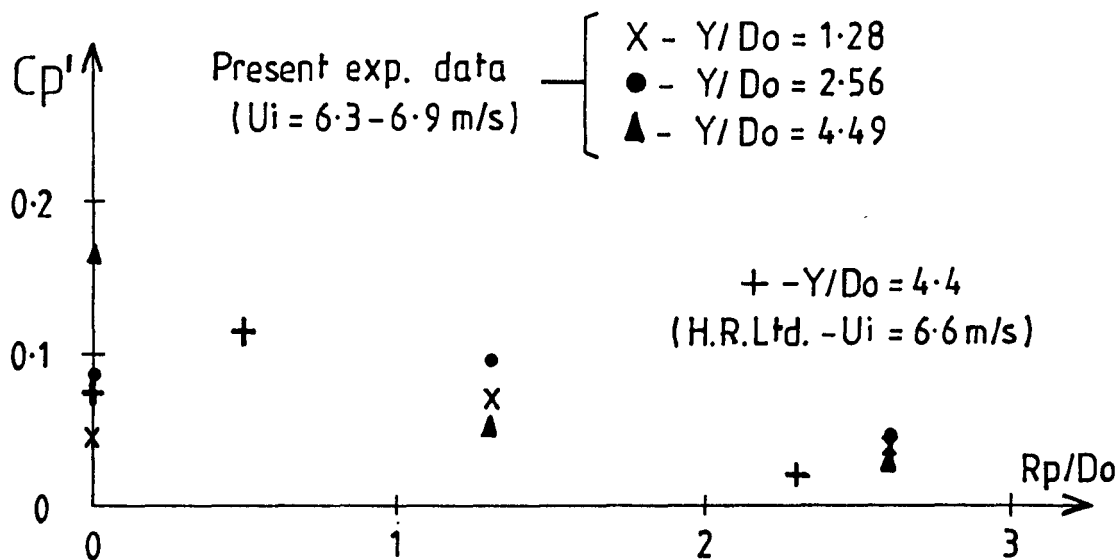 Cp'
Present exp. data
(Ui = 6·3-6·9 m/s)
X - Y/Do = 1·28
● - Y/Do = 2·56
▲ - Y/Do = 4·49
0·2
+ -Y/Do = 4·4
(H.R.Ltd. -Ui = 6·6 m/s)
0·1
Rp/Do
0
0
1
2
3